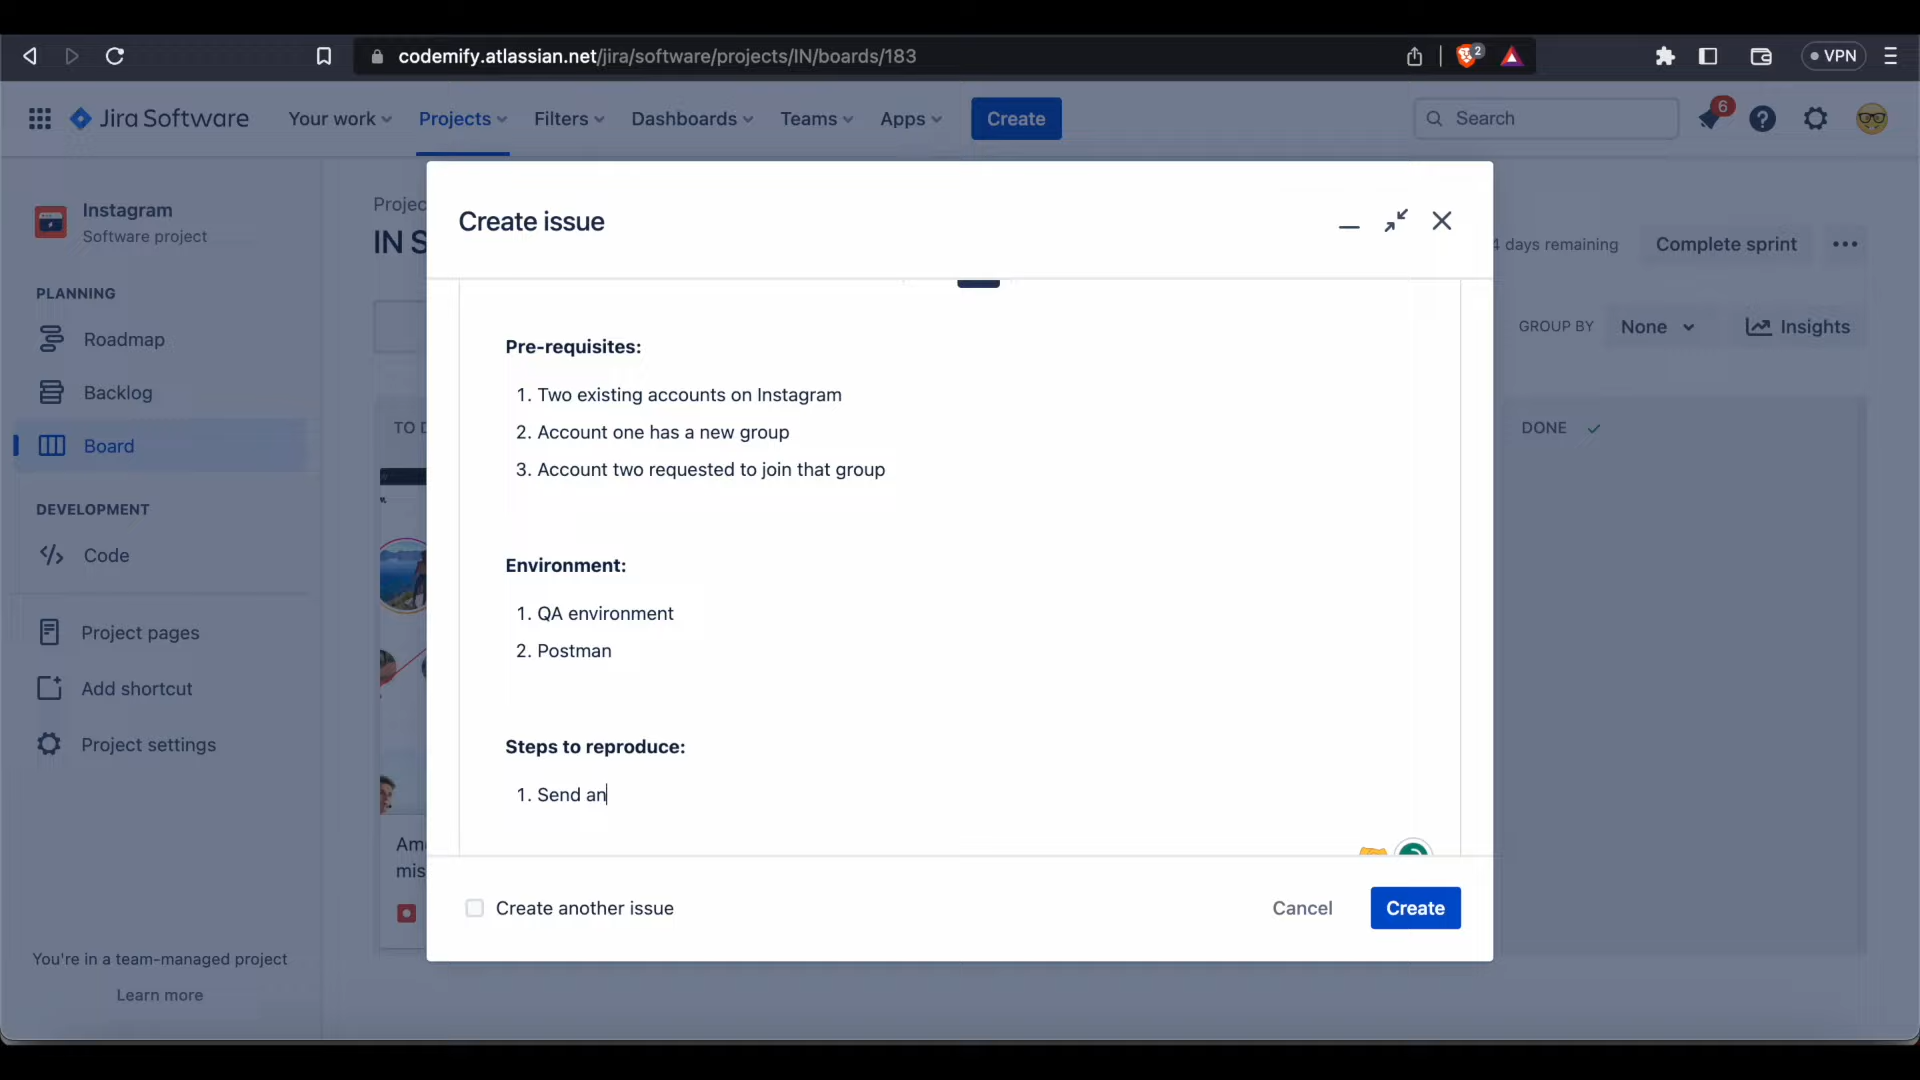 codemify.atlassian.net/jira/software/projects/IN/boards/183
2
VPN
Jira Software
Your work
Projects
Filters
Dashboards
Teams
Apps
Create
Search
6
Instagram
Software project
Projec
IN S
Create issue
4 days remaining
Complete sprint
PLANNING
Roadmap
Backlog
Board
GROUP BY
None
Insights
Pre-requisites:
1. Two existing accounts on Instagram
2. Account one has a new group
3. Account two requested to join that group
TO D
DONE
DEVELOPMENT
Code
Environment:
1. QA environment
2. Postman
Project pages
Add shortcut
Project settings
Steps to reproduce:
1. Send an
Am
mis
Create another issue
Cancel
Create
You're in a team-managed project
Learn more